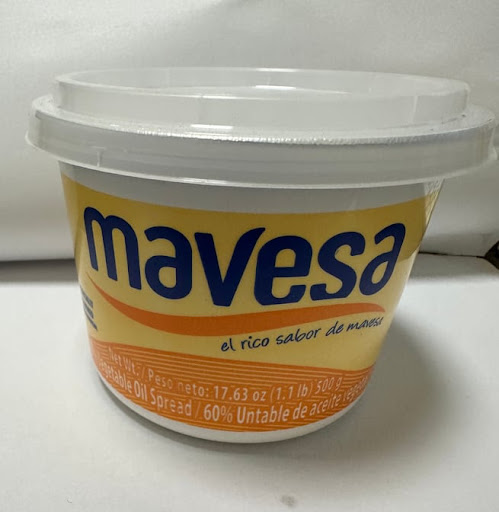 mavesa
el rico sabor de mavesa
Net Wt. / Peso neto: 17.63 oz (1.1 lb) 500 g
Vegetable Oil Spread / 60% Untable de aceite